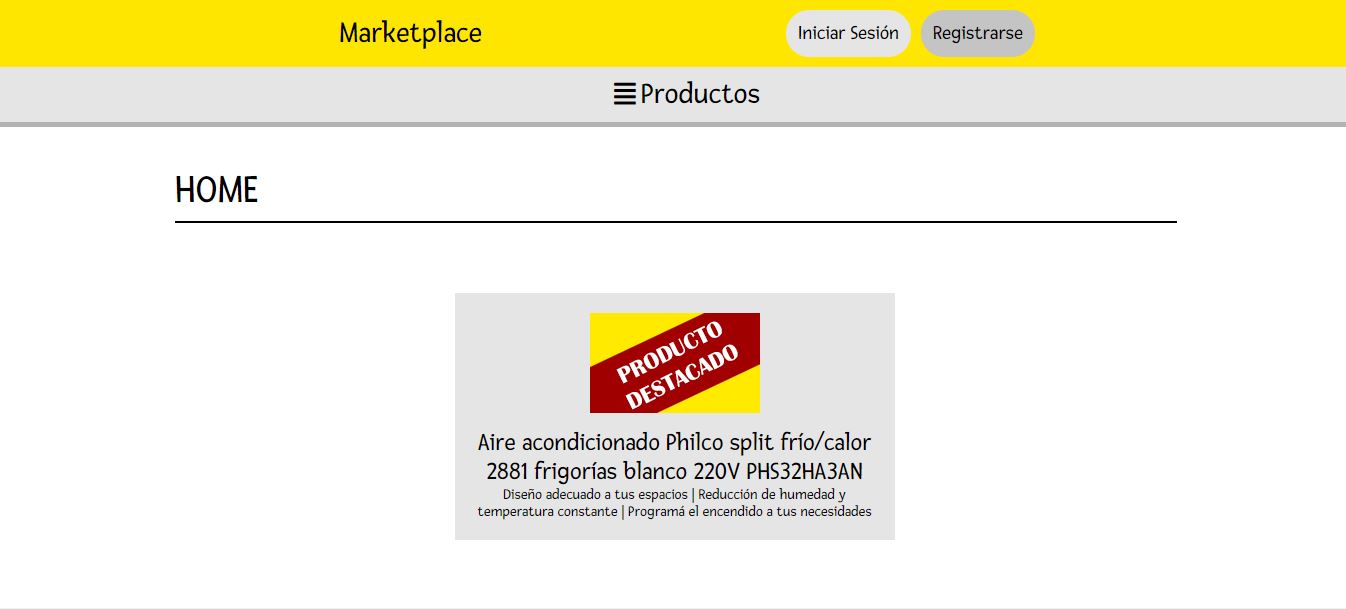 Marketplace
Iniciar Sesión
Registrarse
Productos
HOME
PRODUCTO
DESTACADO
Aire acondicionado Philco split frío/calor
2881 frigorías blanco 220V PHS32HA3AN
Diseño adecuado a tus espacios | Reducción de humedad y
temperatura constante | Programá el encendido a tus necesidades